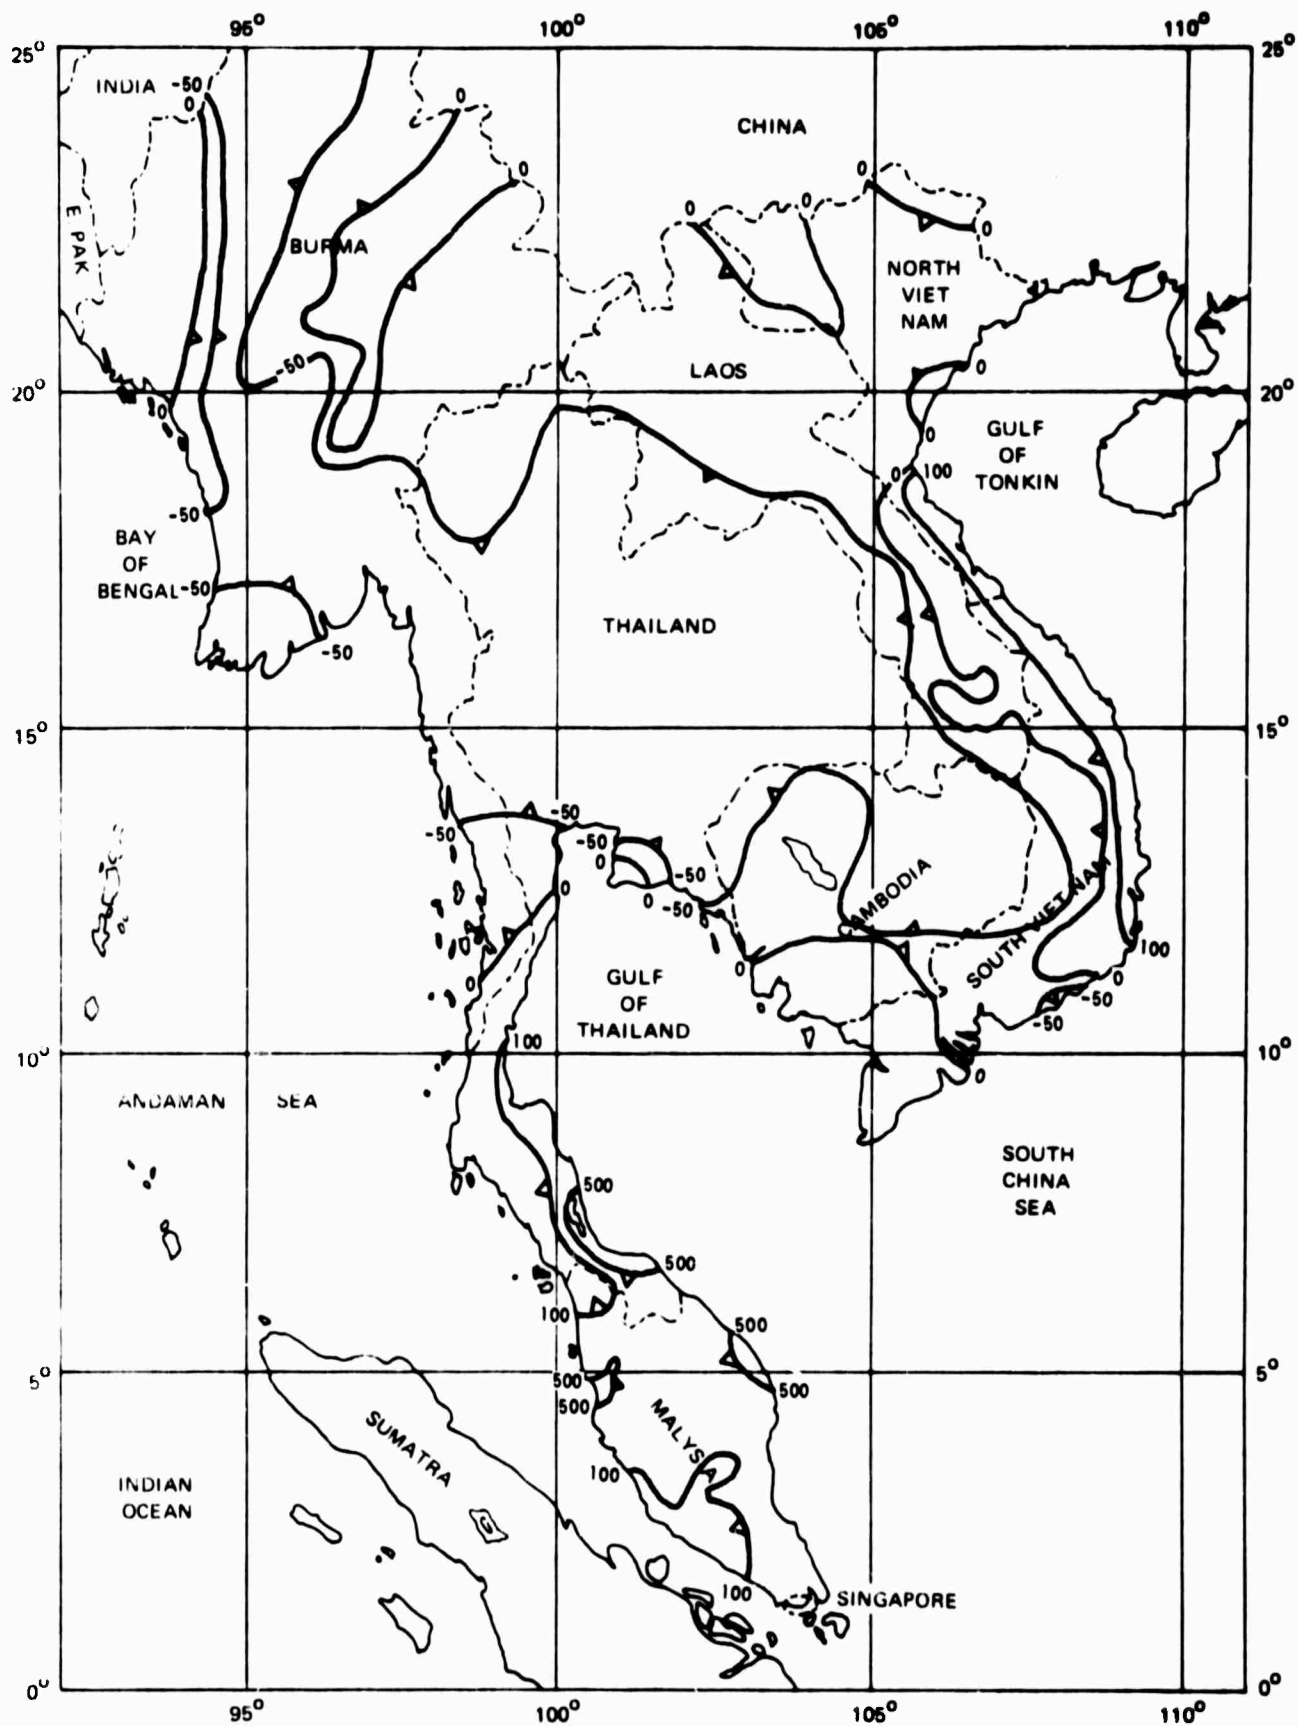 95° 100° 105° 110°
25° 25°
INDIA -50
0
0
CHINA
0
0
0
0
E PAK
BURMA
0
NORTH
VIET
NAM
-50
LAOS
0
20° 20°
0
0
GULF
OF
TONKIN
0 100
-50
BAY
OF
BENGAL -50
THAILAND
-50
15° 15°
-50 -50
-50
0 -50
0 0 -50
CAMBODIA
SOUTH VIET NAM
100
0
0 0
-50
-50
GULF
OF
THAILAND
100
10° 10°
0
ANDAMAN SEA
SOUTH
CHINA
SEA
500
500
100
500
5° 5°
500
500
500
MALYSIA
SUMATRA
100
INDIAN
OCEAN
100
SINGAPORE
0° 0°
95° 100° 105° 110°